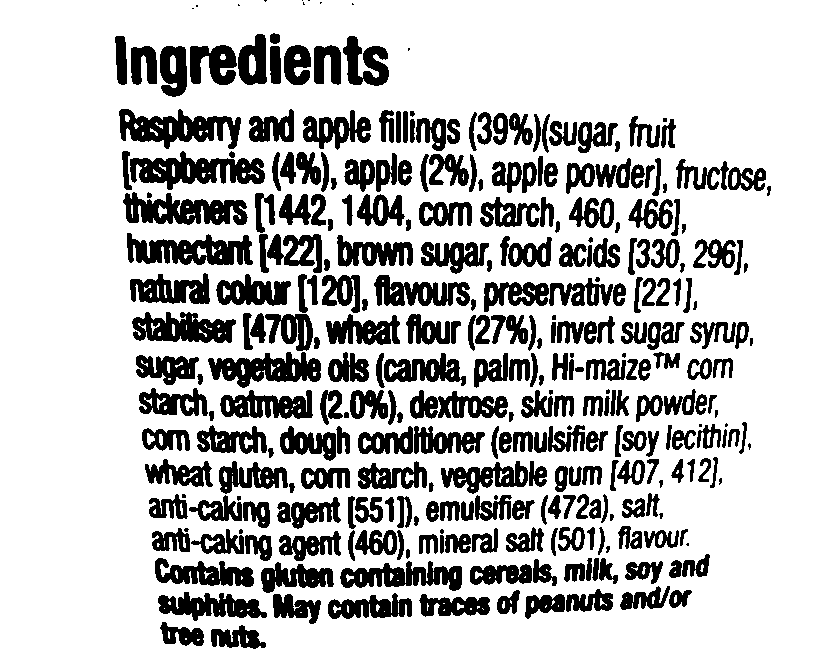 Ingredients
Raspberry and apple fillings (39%)(sugar, fruit
[raspberries (4%), apple (2%), apple powder], fructose,
thickeners [1442, 1404, corn starch, 460, 466],
humectant [422], brown sugar, food acids [330, 296],
natural colour [120], flavours, preservative [221],
stabiliser [470]), wheat flour (27%), invert sugar syrup,
sugar, vegetable oils (canola, palm), Hi-maize™ corn
starch, oatmeal (2.0%), dextrose, skim milk powder,
corn starch, dough conditioner (emulsifier [soy lecithin],
wheat gluten, corn starch, vegetable gum [407, 412],
anti-caking agent [551]), emulsifier (472a), salt,
anti-caking agent (460), mineral salt (501), flavour.
Contains gluten containing cereals, milk, soy and
sulphites. May contain traces of peanuts and/or
tree nuts.